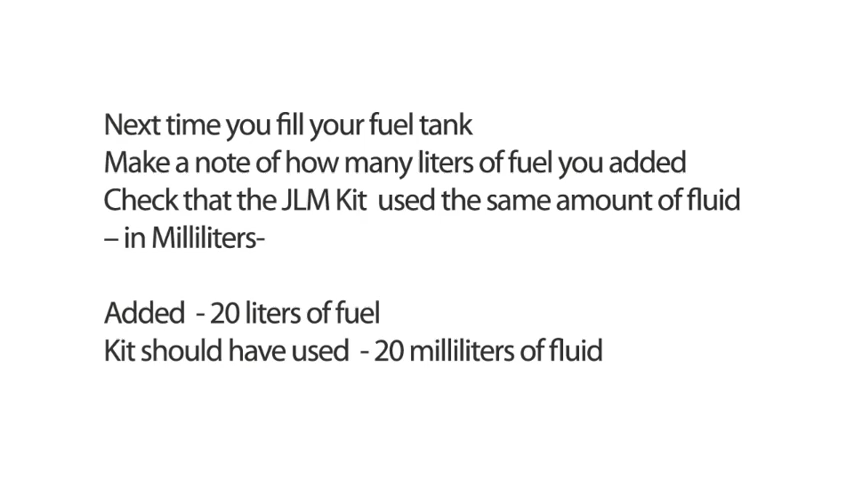 Next time you fill your fuel tank
Make a note of how many liters of fuel you added
Check that the JLM Kit  used the same amount of fluid
– in Milliliters-
Added  - 20 liters of fuel
Kit should have used  - 20 milliliters of fluid